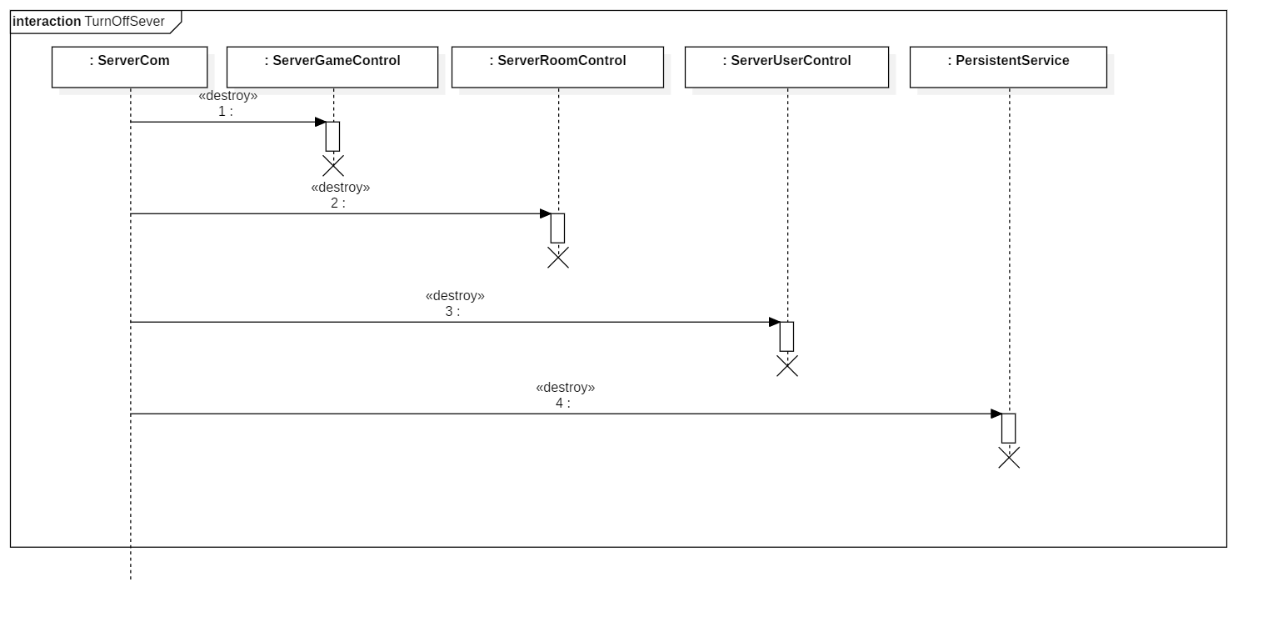 interaction TurnOffSever
: ServerCom
: ServerGameControl
: ServerRoomControl
: ServerUserControl
: PersistentService
«destroy»
1 :
«destroy»
2 :
«destroy»
3 :
«destroy»
4 :